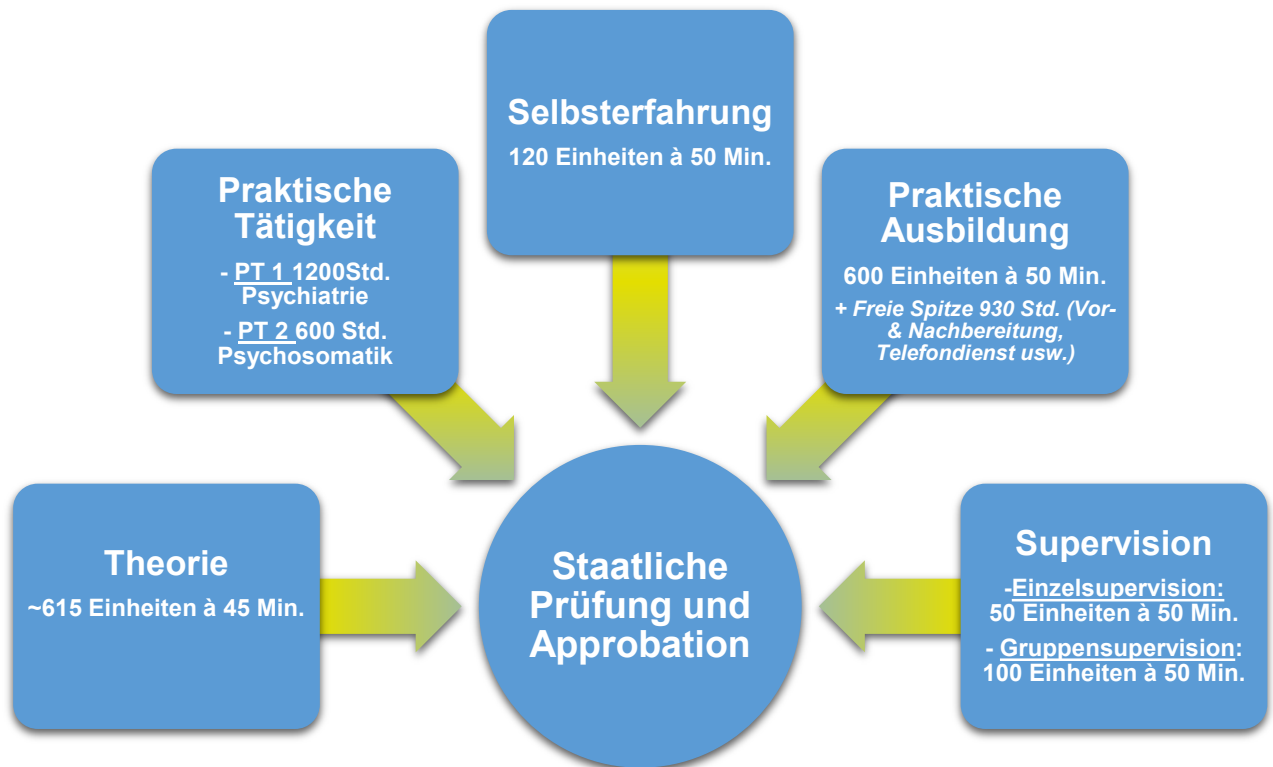 Selbsterfahrung
120 Einheiten à 50 Min.
Praktische
Tätigkeit
- PT 1 1200Std.
Psychiatrie
- PT 2 600 Std.
Psychosomatik
Praktische
Ausbildung
600 Einheiten à 50 Min.
+ Freie Spitze 930 Std. (Vor-
& Nachbereitung,
Telefondienst usw.)
Theorie
~615 Einheiten à 45 Min.
Staatliche
Prüfung und
Approbation
Supervision
-Einzelsupervision:
50 Einheiten à 50 Min.
- Gruppensupervision:
100 Einheiten à 50 Min.